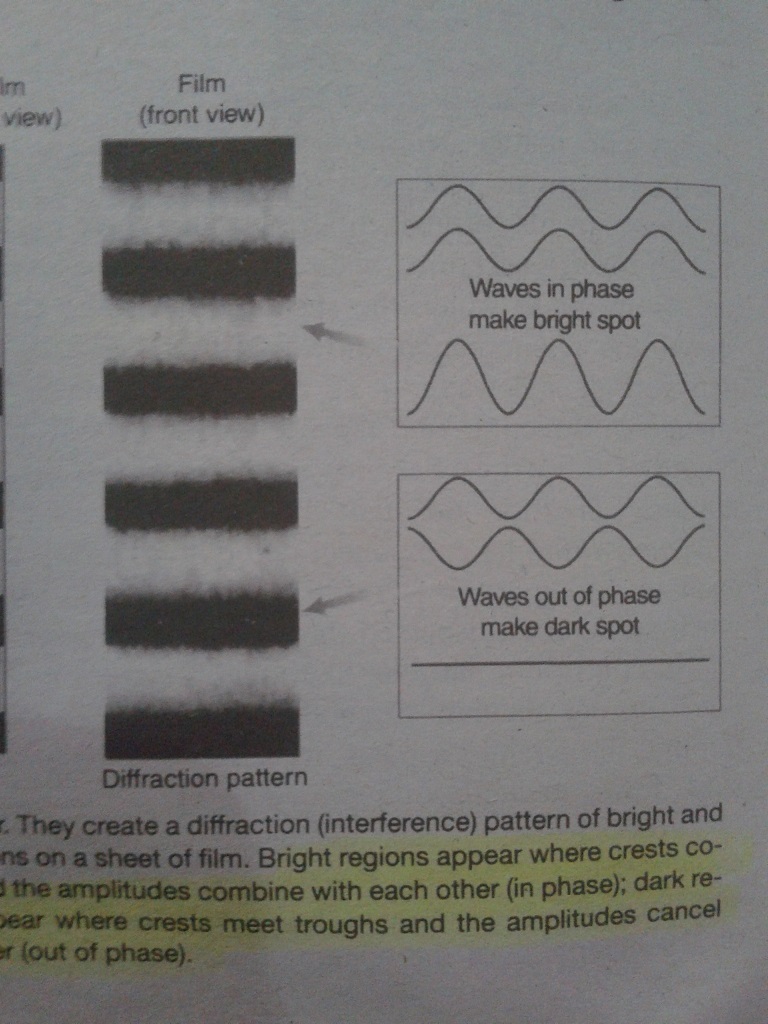 Film
view)
(front view)
Waves in phase
make bright spot
Waves out of phase
make dark spot
Diffraction pattern
They create a diffraction (interference) pattern of bright and
ns on a sheet of film. Bright regions appear where crests co-
the amplitudes combine with each other (in phase); dark re-
pear where crests meet troughs and the amplitudes cancel
er (out of phase).